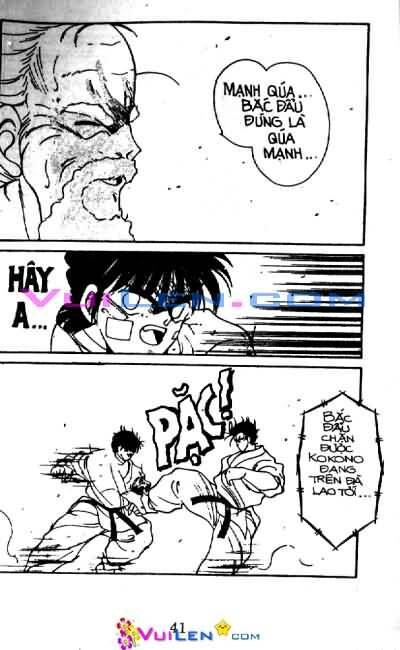 MẠNH QÚA...
BẮC ĐẨU
ĐÚNG LÀ
QÚA
MẠNH...
HÂY
A...
VUILEN.COM
PẶC!
BẮC
ĐẨU
CHẶN
ĐƯỢC
KOKONO
ĐANG
TRÊN ĐÀ
LAO TỚI...
41
VUILEN.COM